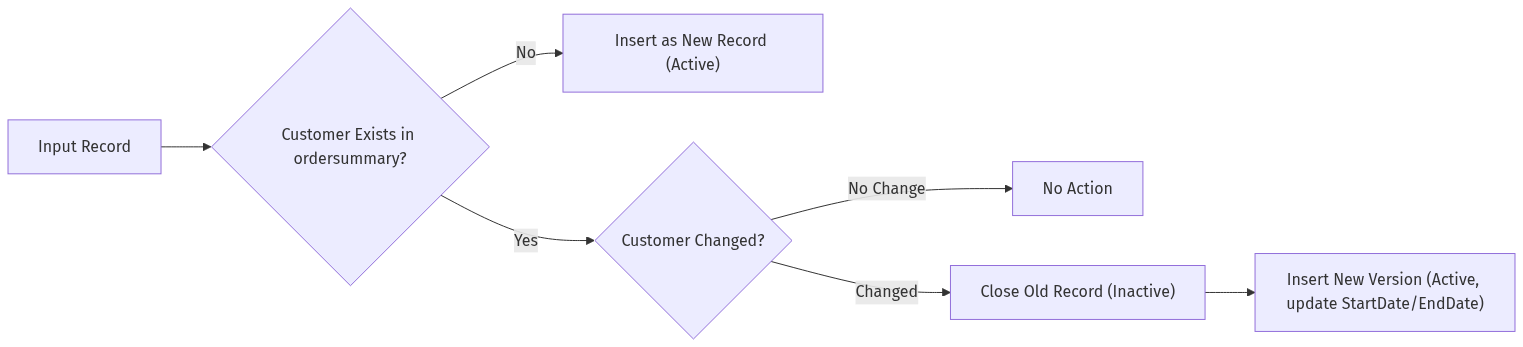 Input Record
Customer Exists in
ordersummary?
No
Insert as New Record
(Active)
Yes
Customer Changed?
No Change
No Action
Changed
Close Old Record (Inactive)
Insert New Version (Active,
update StartDate/EndDate)